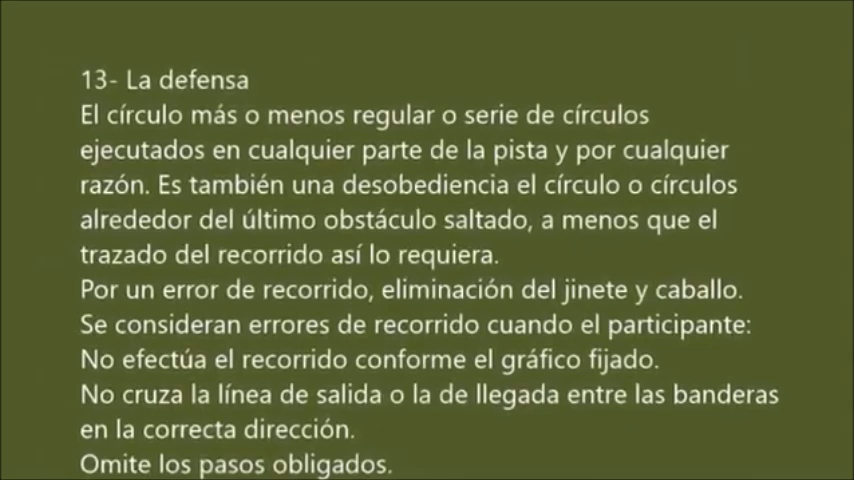 13- La defensa
El círculo más o menos regular o serie de círculos
ejecutados en cualquier parte de la pista y por cualquier
razón. Es también una desobediencia el círculo o círculos
alrededor del último obstáculo saltado, a menos que el
trazado del recorrido así lo requiera.
Por un error de recorrido, eliminación del jinete y caballo.
Se consideran errores de recorrido cuando el participante:
No efectúa el recorrido conforme el gráfico fijado.
No cruza la línea de salida o la de llegada entre las banderas
en la correcta dirección.
Omite los pasos obligados.